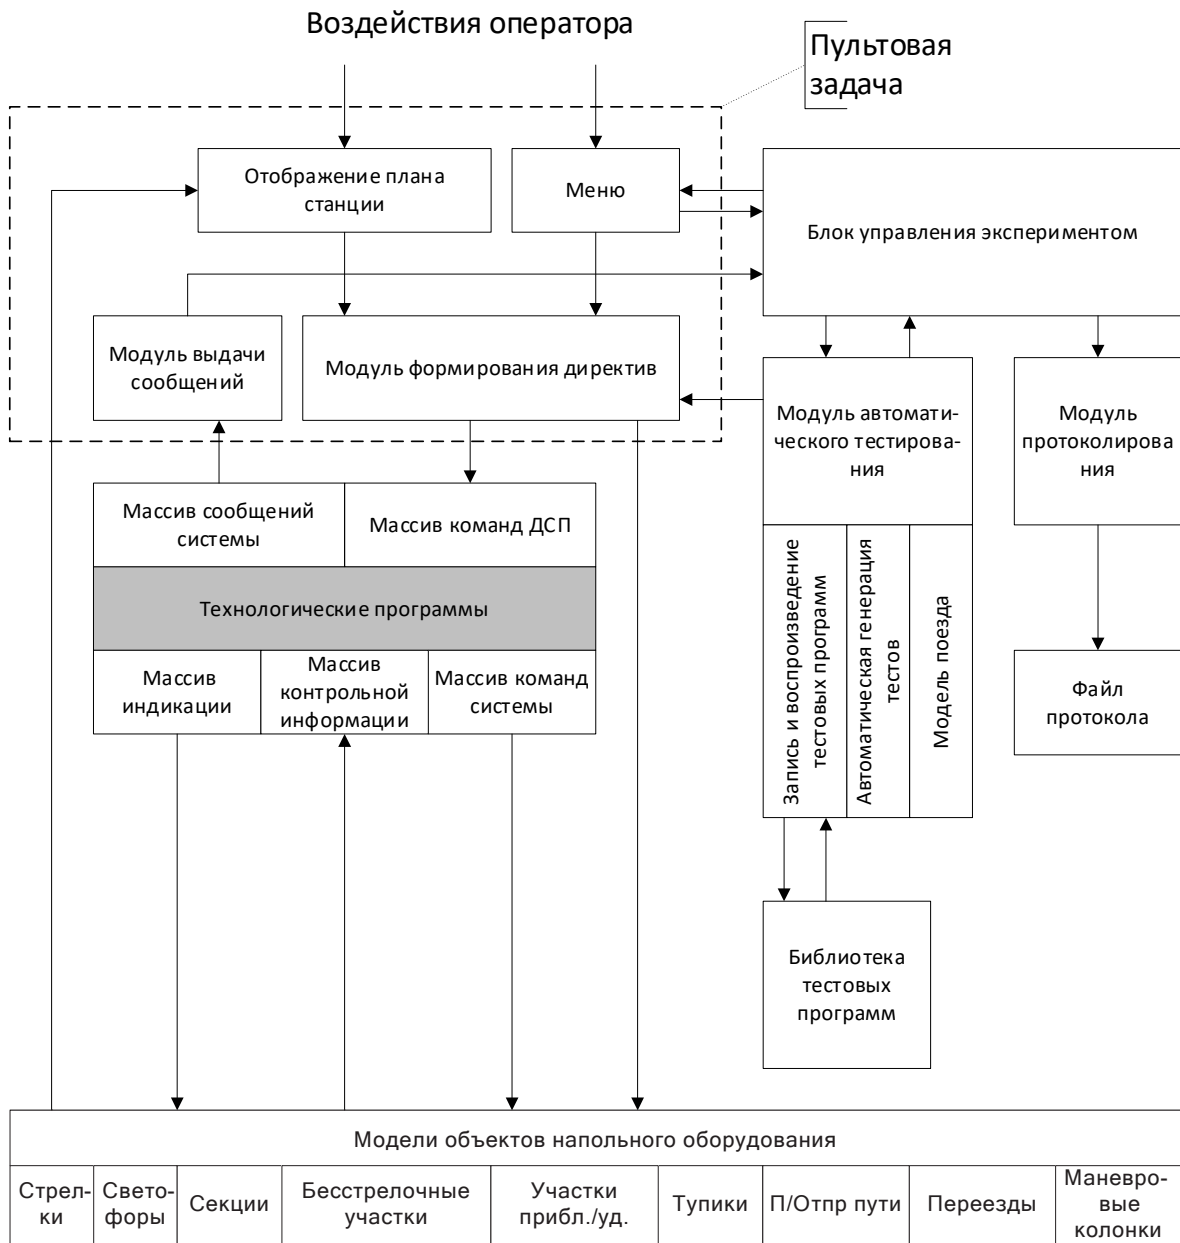 Воздействия оператора
Пультовая
задача
Отображение плана
станции
Меню
Блок управления экспериментом
Модуль выдачи
сообщений
Модуль формирования директив
Модуль автомати-
ческого тестирова-
ния
Модуль
протоколирова
ния
Массив сообщений
системы
Массив команд ДСП
Технологические программы
Массив
индикации
Массив
контрольной
информации
Массив команд
системы
Запись и воспроизведение
тестовых программ
Автоматическая генерация
тестов
Модель поезда
Файл
протокола
Библиотека
тестовых
программ
Модели объектов напольного оборудования
Стрел-
ки
Свето-
форы
Секции
Бесстрелочные
участки
Участки
прибл./уд.
Тупики
П/Отпр пути
Переезды
Маневро-
вые
колонки